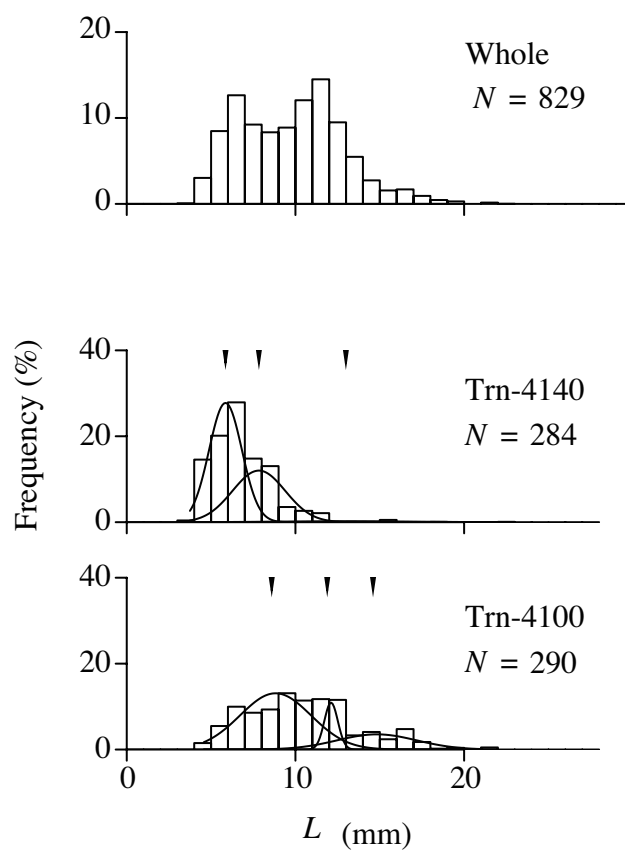 20
10
0
Whole
N = 829
Frequency (%)
40
20
0
Trn-4140
N = 284
40
20
0
Trn-4100
N = 290
0 10 20
L (mm)